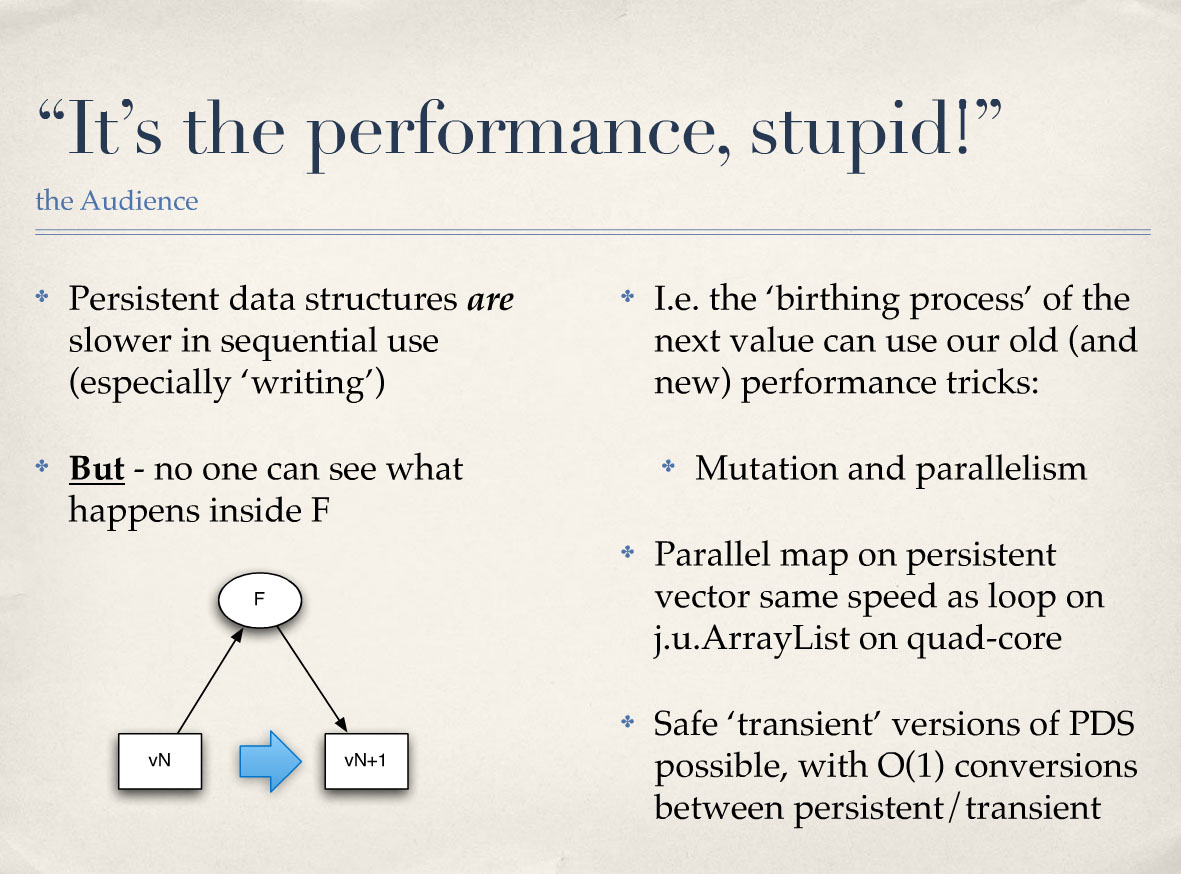 “It’s the performance, stupid!”
the Audience
Persistent data structures are
slower in sequential use
(especially ‘writing’)
But - no one can see what
happens inside F
F
vN
vN+1
I.e. the ‘birthing process’ of the
next value can use our old (and
new) performance tricks:
Mutation and parallelism
Parallel map on persistent
vector same speed as loop on
j.u.ArrayList on quad-core
Safe ‘transient’ versions of PDS
possible, with O(1) conversions
between persistent/transient